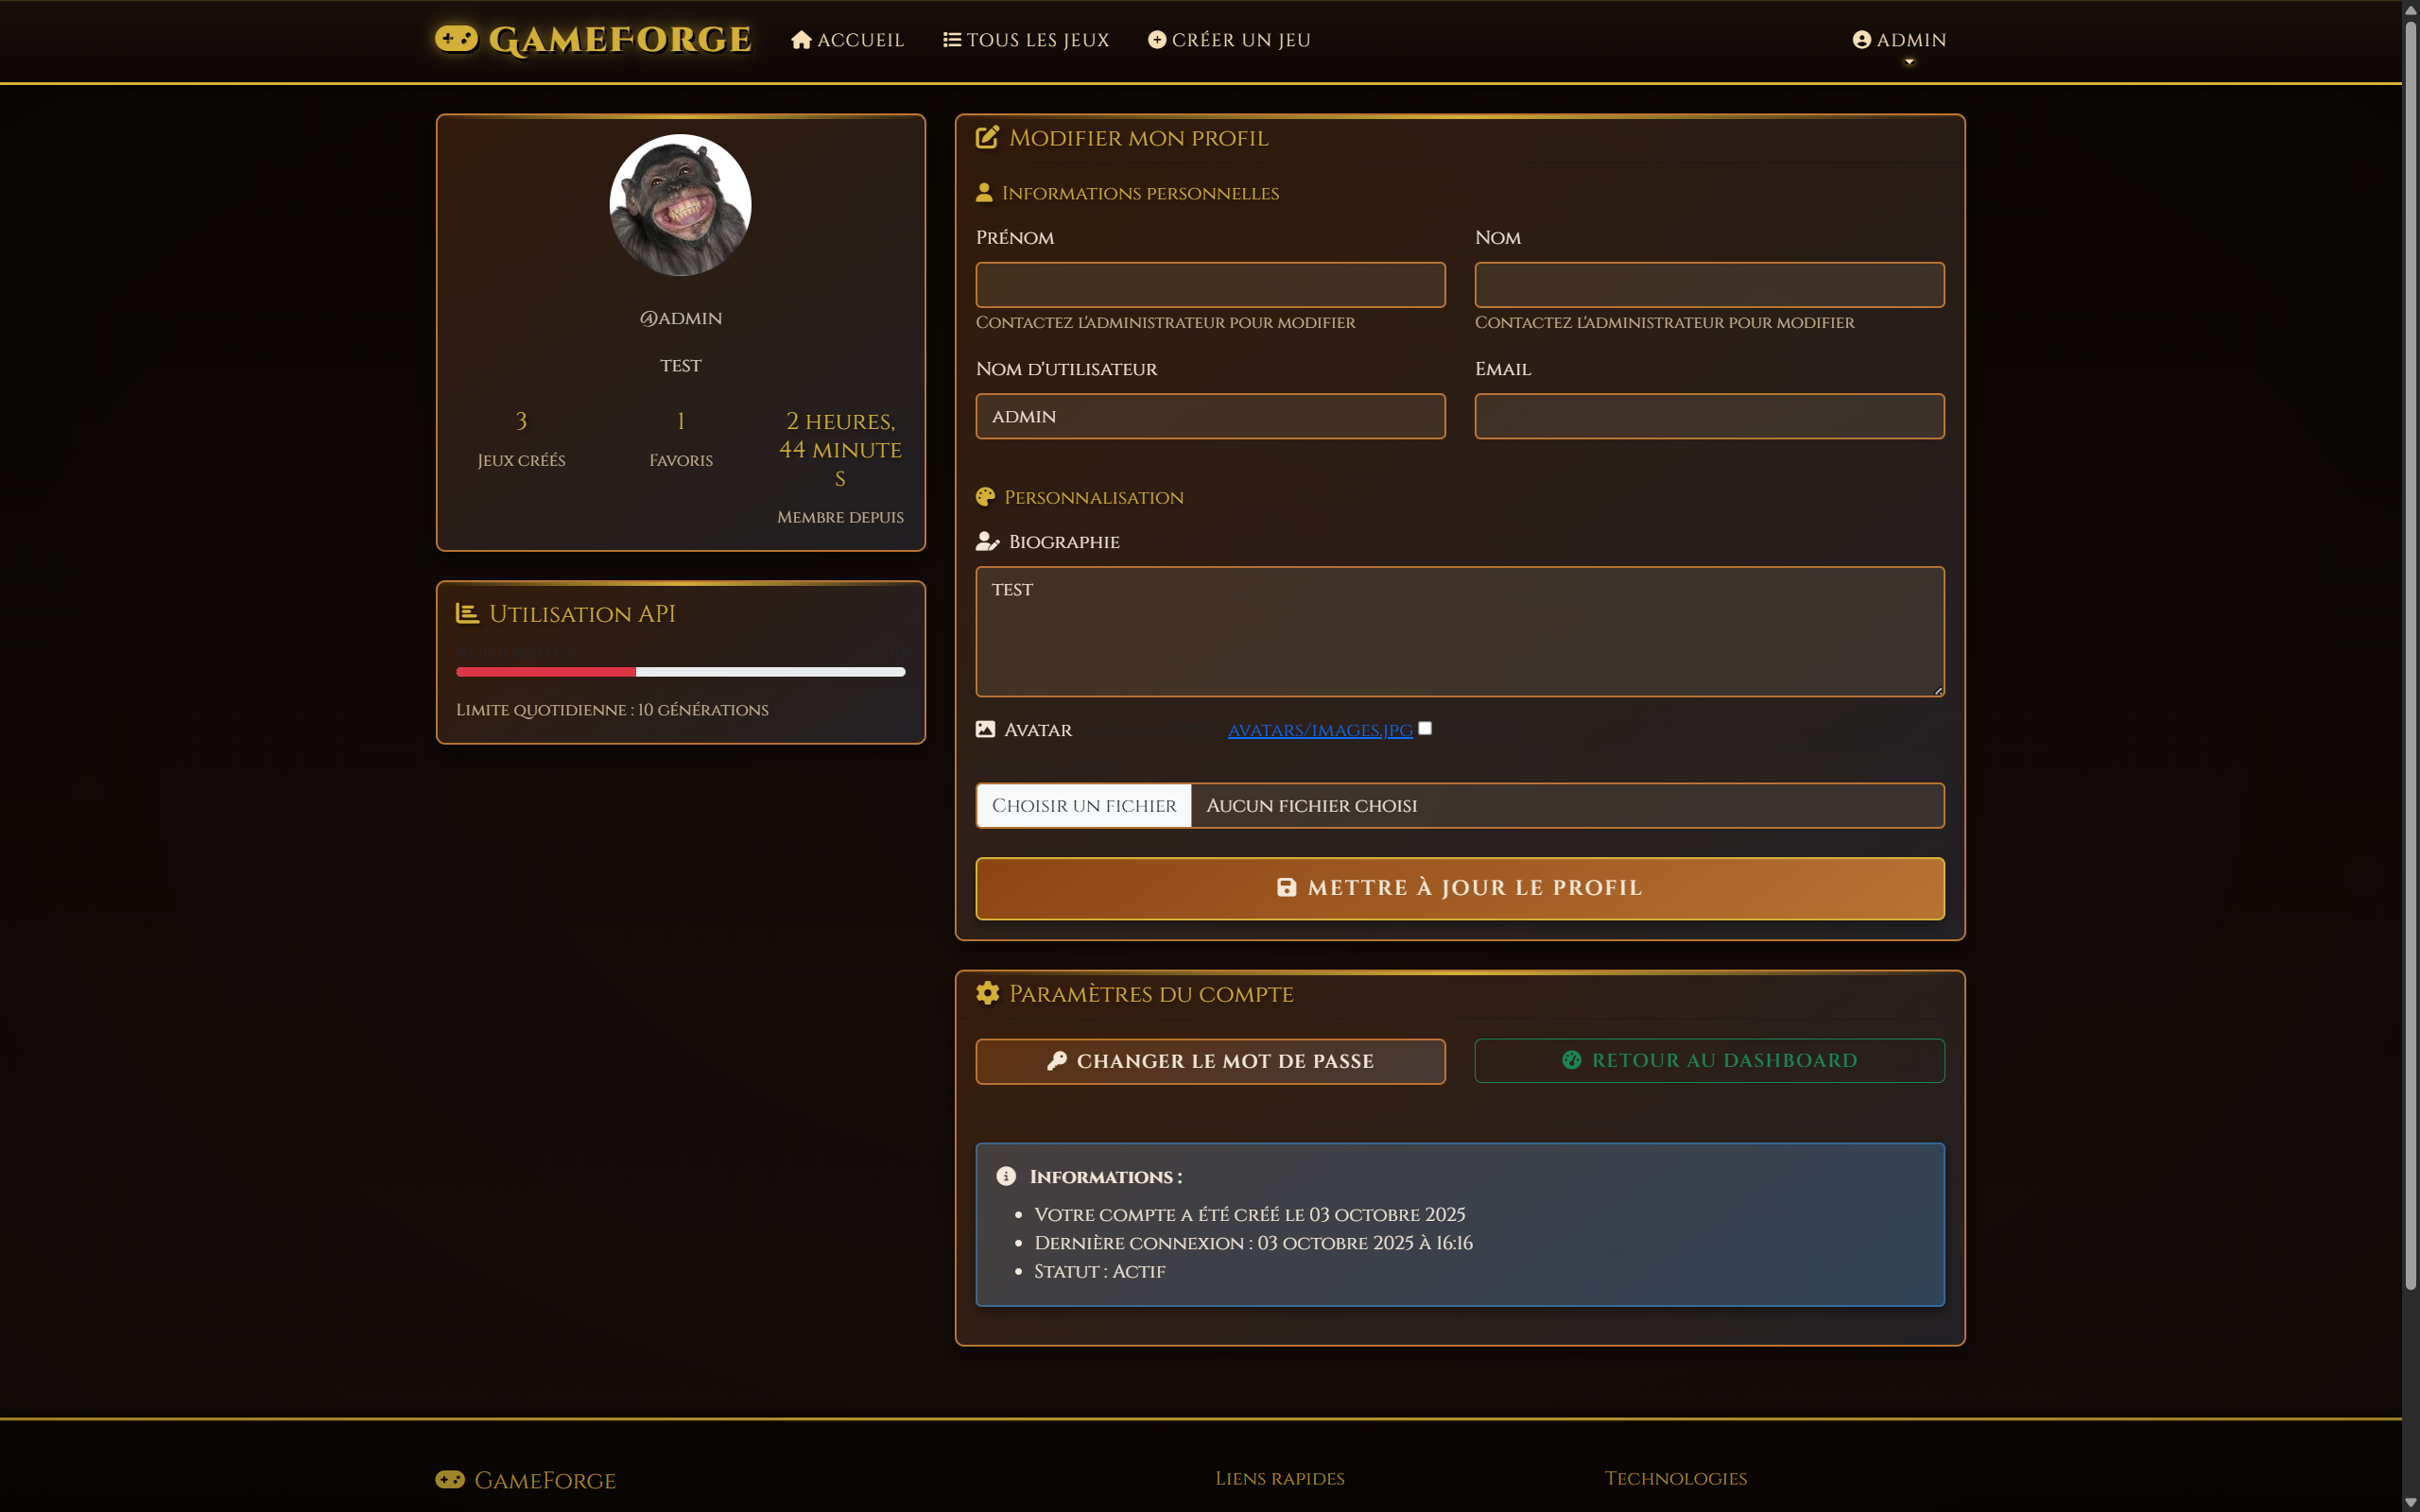 GameForge
Accueil
Tous les jeux
Créer un jeu
admin
@admin
test
3
Jeux créés
1
Favoris
2 heures,
44 minute
s
Membre depuis
Utilisation API
Limite quotidienne : 10 générations
Modifier mon profil
Informations personnelles
Prénom
Nom
Contactez l'administrateur pour modifier
Contactez l'administrateur pour modifier
Nom d'utilisateur
Email
admin
Personnalisation
Biographie
test
Avatar
avatars/images.jpg
Choisir un fichier
Aucun fichier choisi
Mettre à jour le profil
Paramètres du compte
Changer le mot de passe
Retour au Dashboard
Informations :
Votre compte a été créé le 03 octobre 2025
Dernière connexion : 03 octobre 2025 à 16:16
Statut : Actif
GameForge
Liens rapides
Technologies